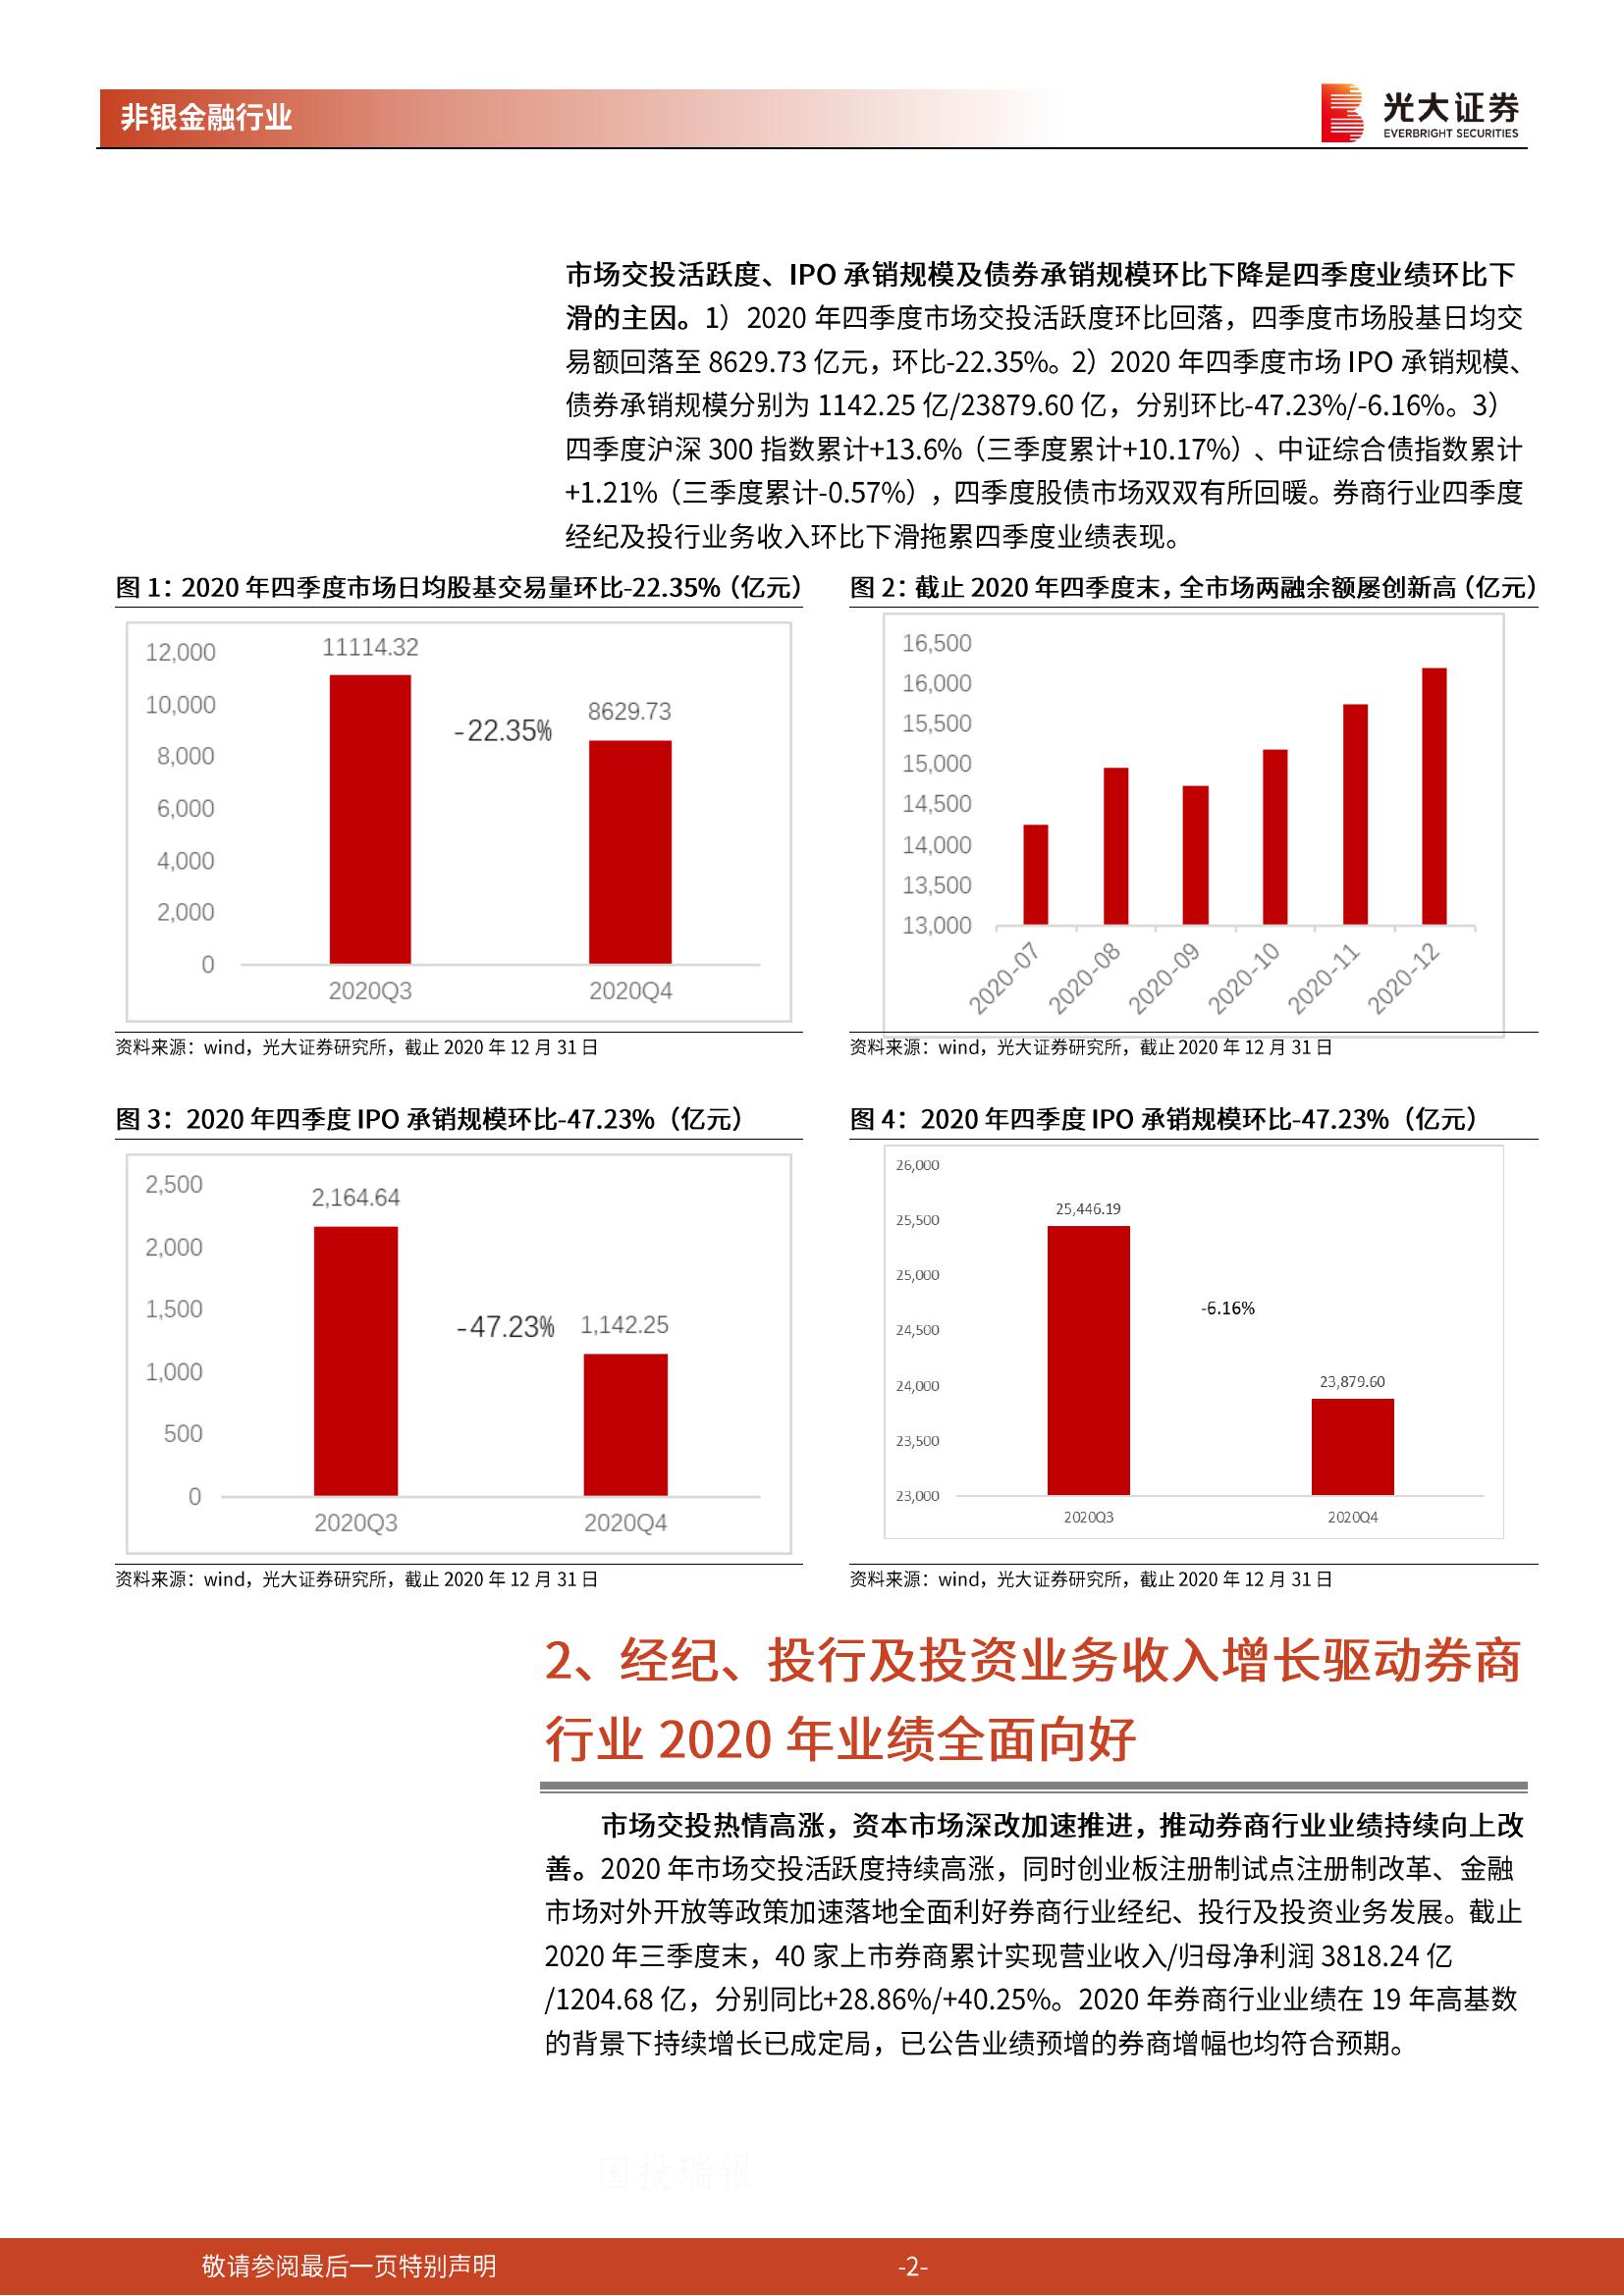 非银金融行业
光大证券
EVERBRIGHT SECURITIES
市场交投活跃度、IPO 承销规模及债券承销规模环比下降是四季度业绩环比下
滑的主因。1）2020 年四季度市场交投活跃度环比回落，四季度市场股基日均交
易额回落至 8629.73 亿元，环比-22.35%。2）2020 年四季度市场 IPO 承销规模、
债券承销规模分别为 1142.25 亿/23879.60 亿，分别环比-47.23%/-6.16%。3）
四季度沪深 300 指数累计+13.6%（三季度累计+10.17%）、中证综合债指数累计
+1.21%（三季度累计-0.57%），四季度股债市场双双有所回暖。券商行业四季度
经纪及投行业务收入环比下滑拖累四季度业绩表现。
图 1：2020 年四季度市场日均股基交易量环比-22.35%（亿元）
12,000
10,000
8,000
6,000
4,000
2,000
0
11114.32
-22.35%
8629.73
2020Q3
2020Q4
资料来源：wind，光大证券研究所，截止 2020 年 12 月 31 日
图 2：截止 2020 年四季度末，全市场两融余额屡创新高（亿元）
16,500
16,000
15,500
15,000
14,500
14,000
13,500
13,000
2020-07
2020-08
2020-09
2020-10
2020-11
2020-12
资料来源：wind，光大证券研究所，截止 2020 年 12 月 31 日
图 3：2020 年四季度 IPO 承销规模环比-47.23%（亿元）
2,500
2,000
1,500
1,000
500
0
2,164.64
-47.23%
1,142.25
2020Q3
2020Q4
资料来源：wind，光大证券研究所，截止 2020 年 12 月 31 日
图 4：2020 年四季度 IPO 承销规模环比-47.23%（亿元）
26,000
25,500
25,000
24,500
24,000
23,500
23,000
25,446.19
-6.16%
23,879.60
2020Q3
2020Q4
资料来源：wind，光大证券研究所，截止 2020 年 12 月 31 日
2、经纪、投行及投资业务收入增长驱动券商
行业 2020 年业绩全面向好
市场交投热情高涨，资本市场深改加速推进，推动券商行业业绩持续向上改
善。2020 年市场交投活跃度持续高涨，同时创业板注册制试点注册制改革、金融
市场对外开放等政策加速落地全面利好券商行业经纪、投行及投资业务发展。截止
2020 年三季度末，40 家上市券商累计实现营业收入/归母净利润 3818.24 亿
/1204.68 亿，分别同比+28.86%/+40.25%。2020 年券商行业业绩在 19 年高基数
的背景下持续增长已成定局，已公告业绩预增的券商增幅也均符合预期。
国投瑞银
敬请参阅最后一页特别声明
-2-